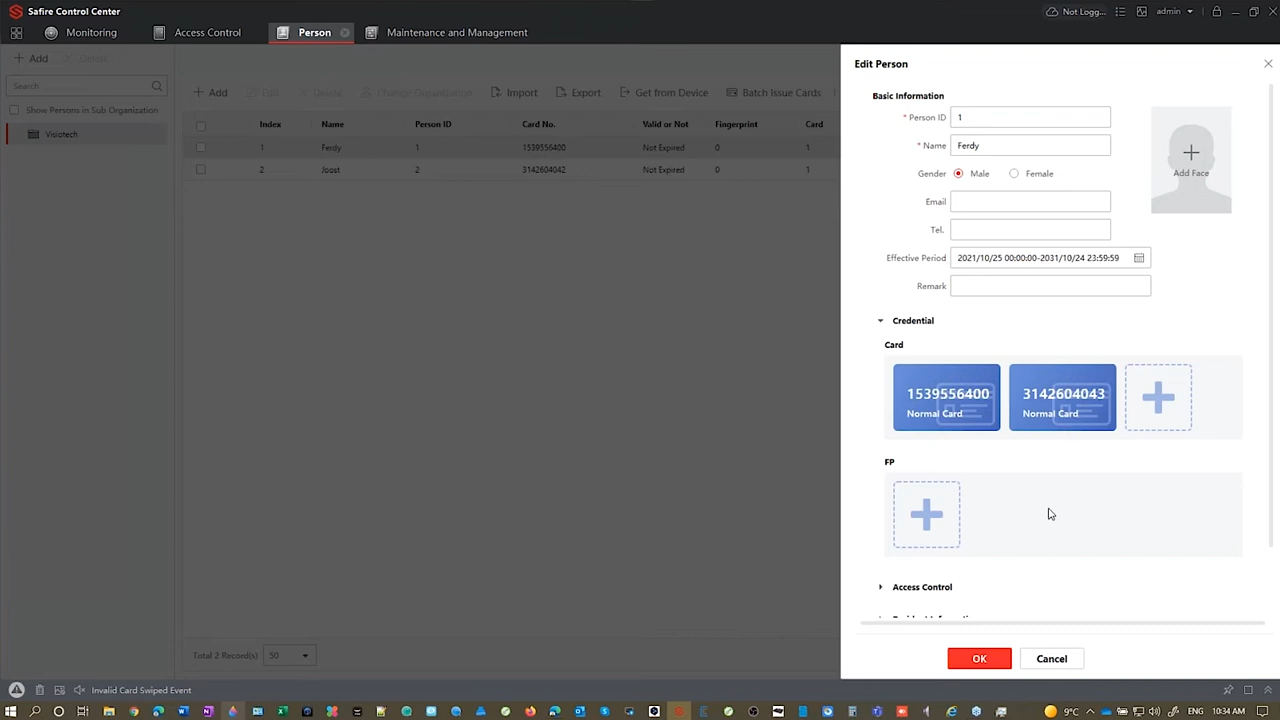 Safire Control Center
Not Logg...
admin
Monitoring
Access Control
Person
Maintenance and Management
Add
Delete
Search
Show Persons in Sub Organization
Visiotech
Add
Edit
Delete
Change Organization
Import
Export
Get from Device
Batch Issue Cards
Index Name Person ID Card No. Valid or Not Fingerprint Card
1 Ferdy 1 1539556400 Not Expired 0 1
2 Joost 2 3142604042 Not Expired 0 1
Total 2 Record(s) 50
Edit Person
Basic Information
* Person ID 1
* Name Ferdy
Gender Male Female
Add Face
Email
Tel.
Effective Period 2021/10/25 00:00:00-2031/10/24 23:59:59
Remark
Credential
Card
1539556400
Normal Card
3142604043
Normal Card
FP
Access Control
OK
Cancel
Invalid Card Swiped Event
9°C
10:34 AM